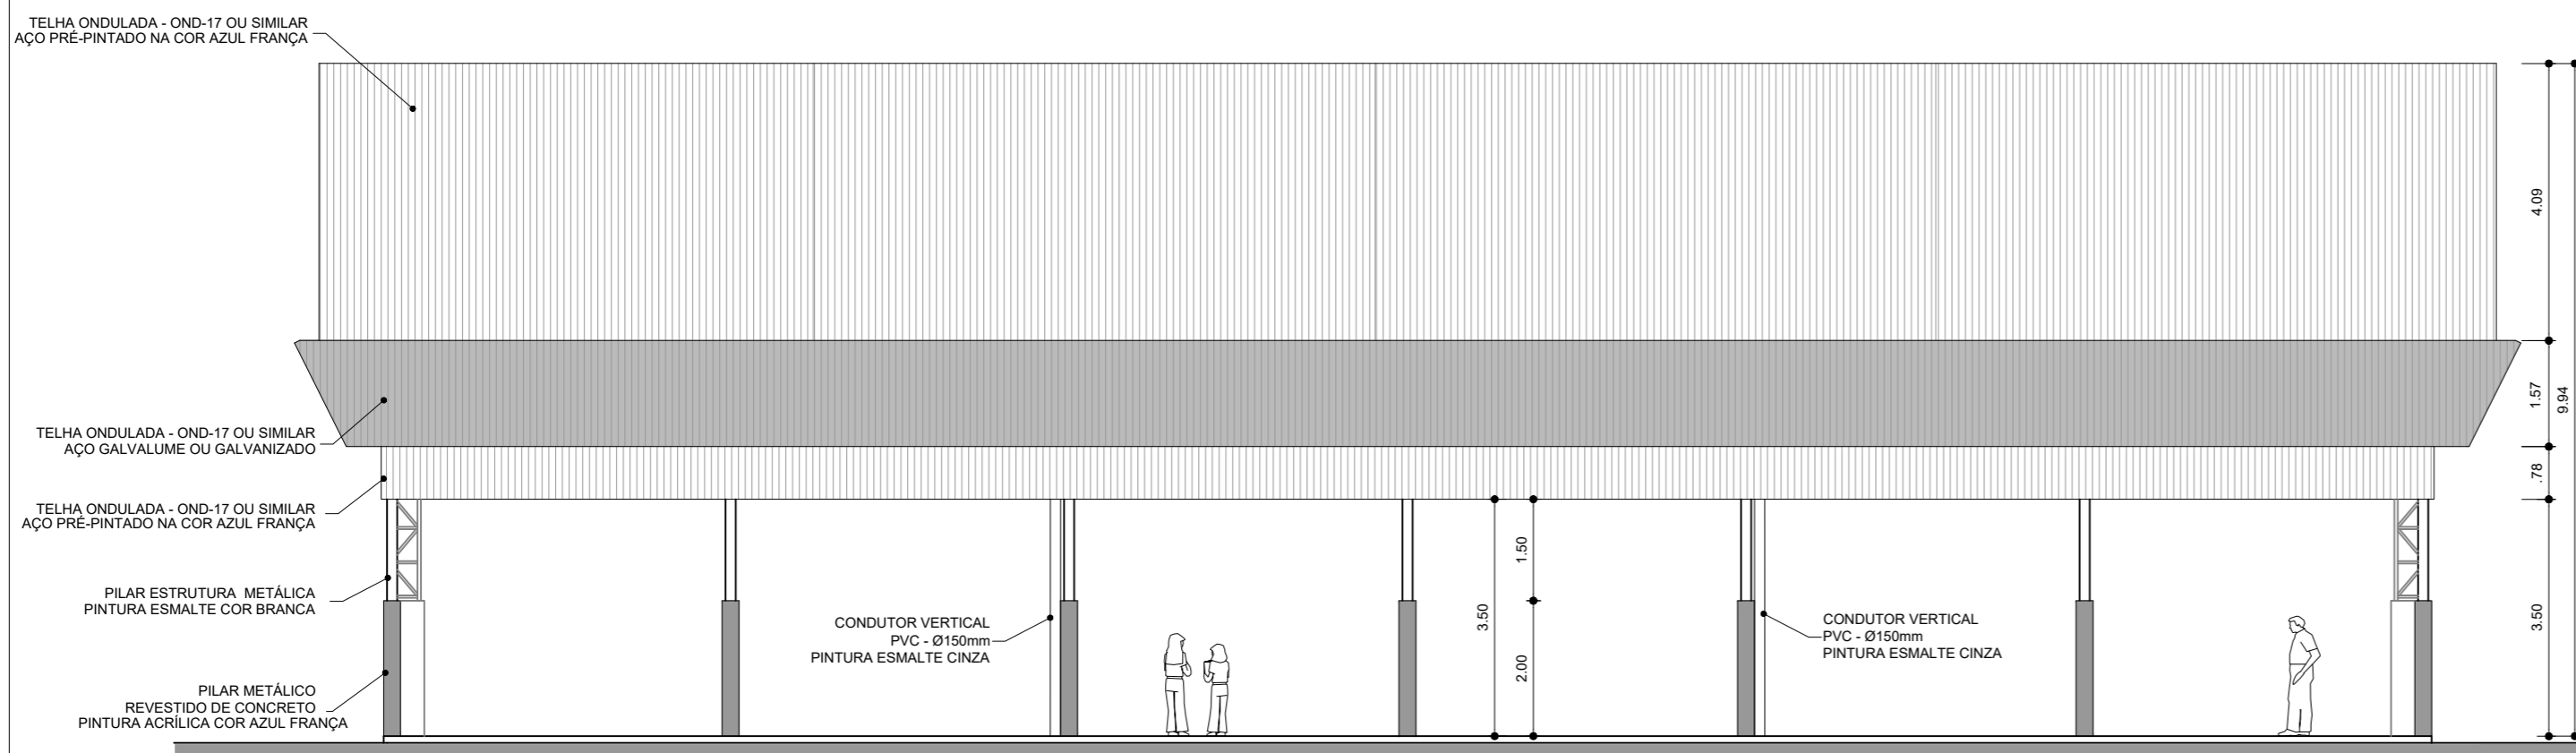 TELHA ONDULADA - OND-17 OU SIMILAR
AÇO PRÉ-PINTADO NA COR AZUL FRANÇA
TELHA ONDULADA - OND-17 OU SIMILAR
AÇO GALVALUME OU GALVANIZADO
TELHA ONDULADA - OND-17 OU SIMILAR
AÇO PRÉ-PINTADO NA COR AZUL FRANÇA
PILAR ESTRUTURA METÁLICA
PINTURA ESMALTE COR BRANCA
PILAR METÁLICO
REVESTIDO DE CONCRETO
PINTURA ACRÍLICA COR AZUL FRANÇA
CONDUTOR VERTICAL
PVC - Ø150mm
PINTURA ESMALTE CINZA
3.50
1.50
2.00
CONDUTOR VERTICAL
PVC - Ø150mm
PINTURA ESMALTE CINZA
4.09
1.57
9.94
.78
3.50